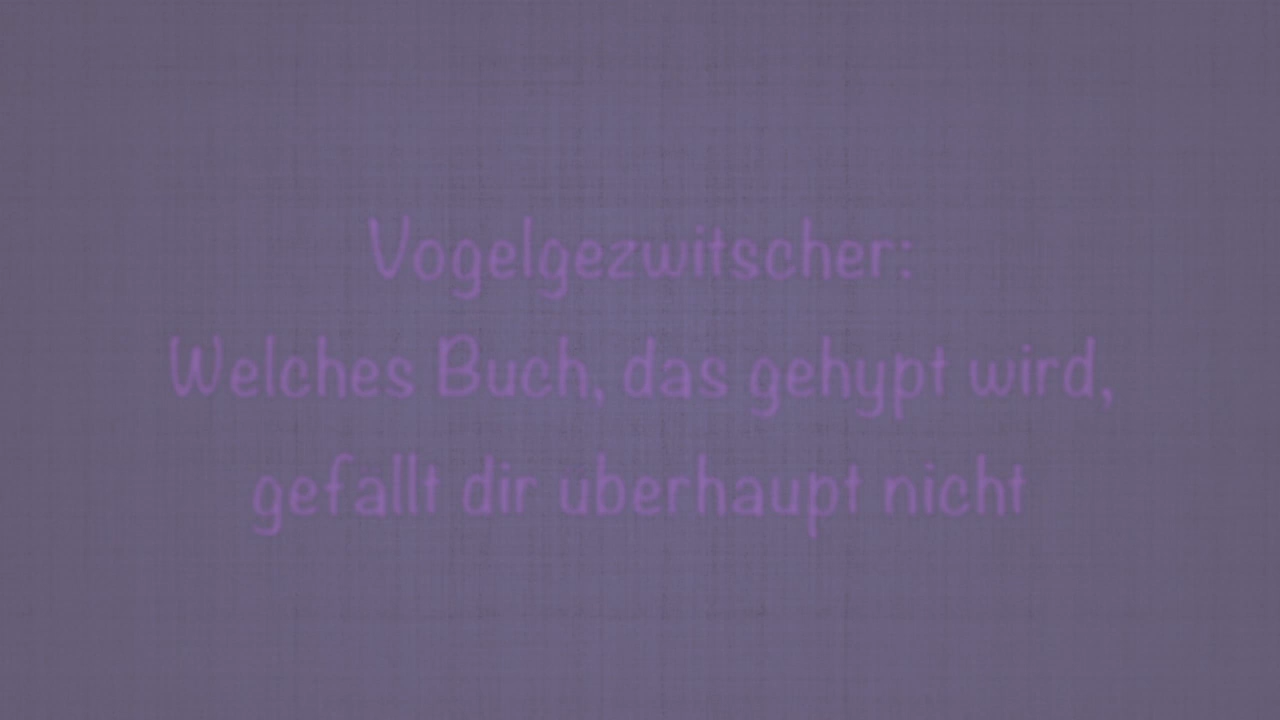 Vogelgezwitscher:
Welches Buch, das gehypt wird,
gefallt dir uberhaupt nicht